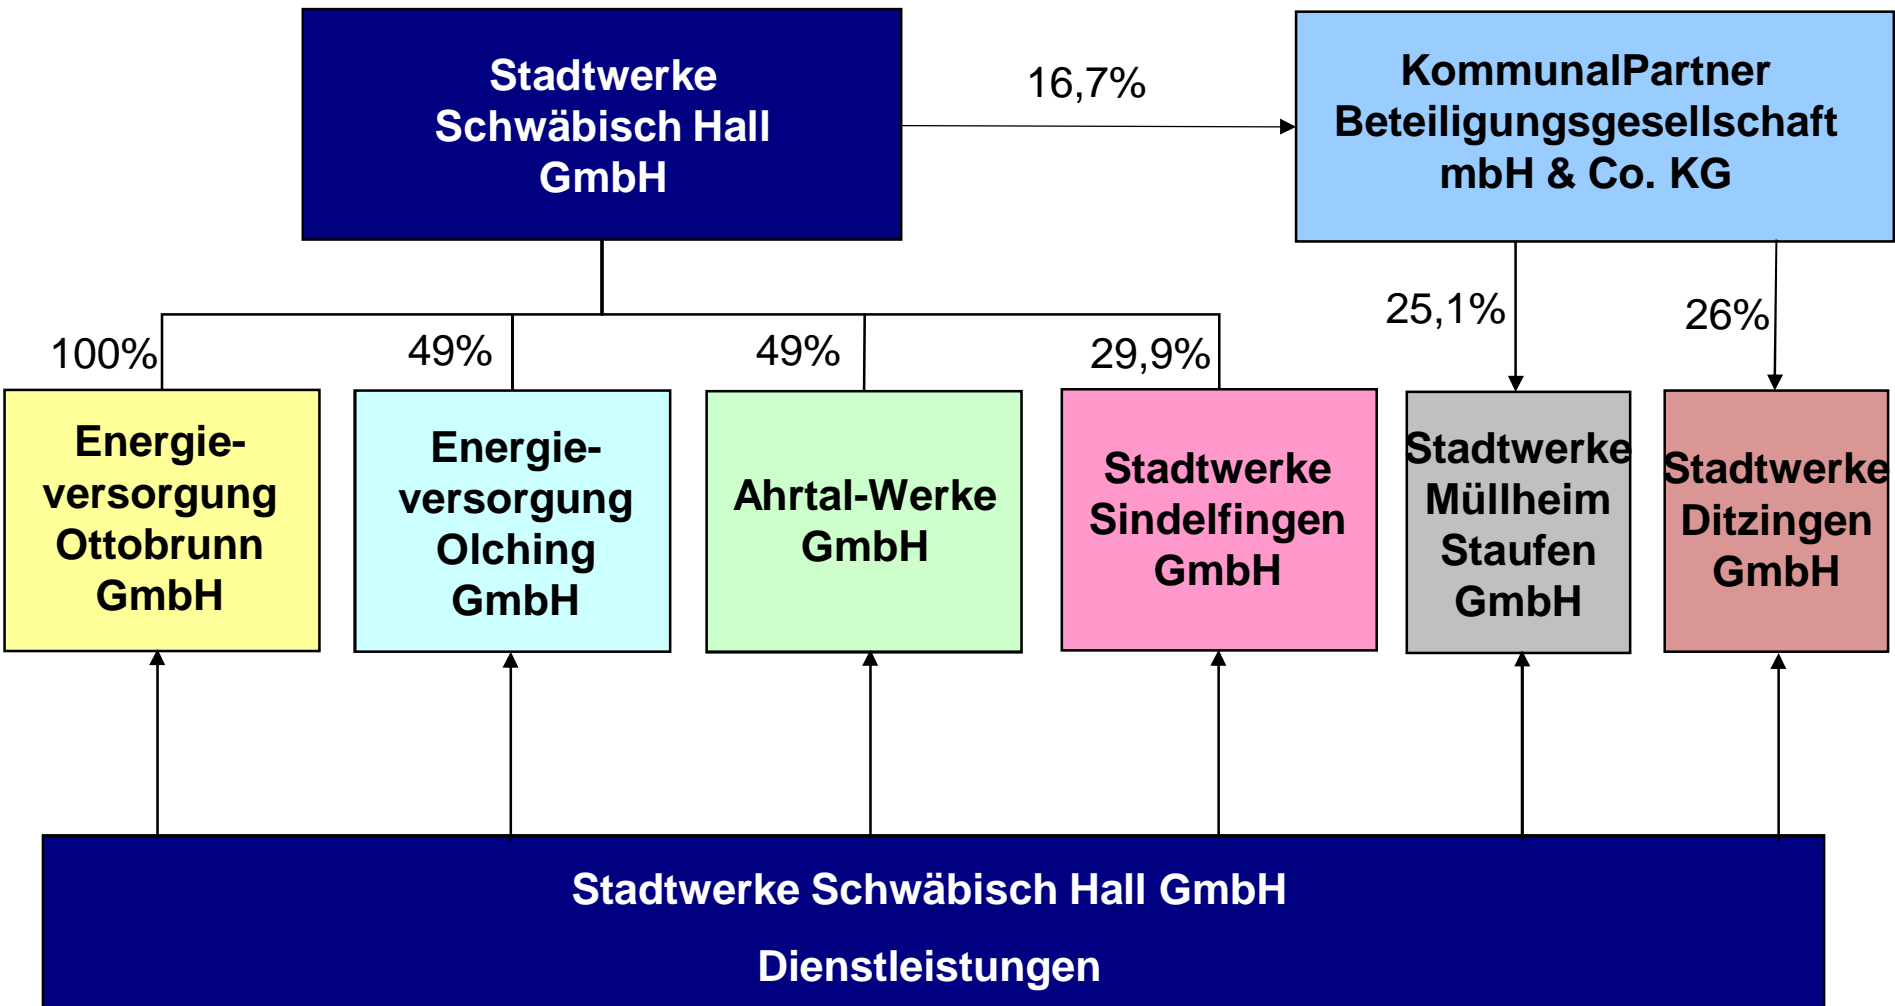 Stadtwerke
Schwäbisch Hall
GmbH
16,7%
KommunalPartner
Beteiligungsgesellschaft
mbH & Co. KG
100%
49%
49%
29,9%
25,1%
26%
Energie-
versorgung
Ottobrunn
GmbH
Energie-
versorgung
Olching
GmbH
Ahrtal-Werke
GmbH
Stadtwerke
Sindelfingen
GmbH
Stadtwerke
Müllheim
Staufen
GmbH
Stadtwerke
Ditzingen
GmbH
Stadtwerke Schwäbisch Hall GmbH
Dienstleistungen